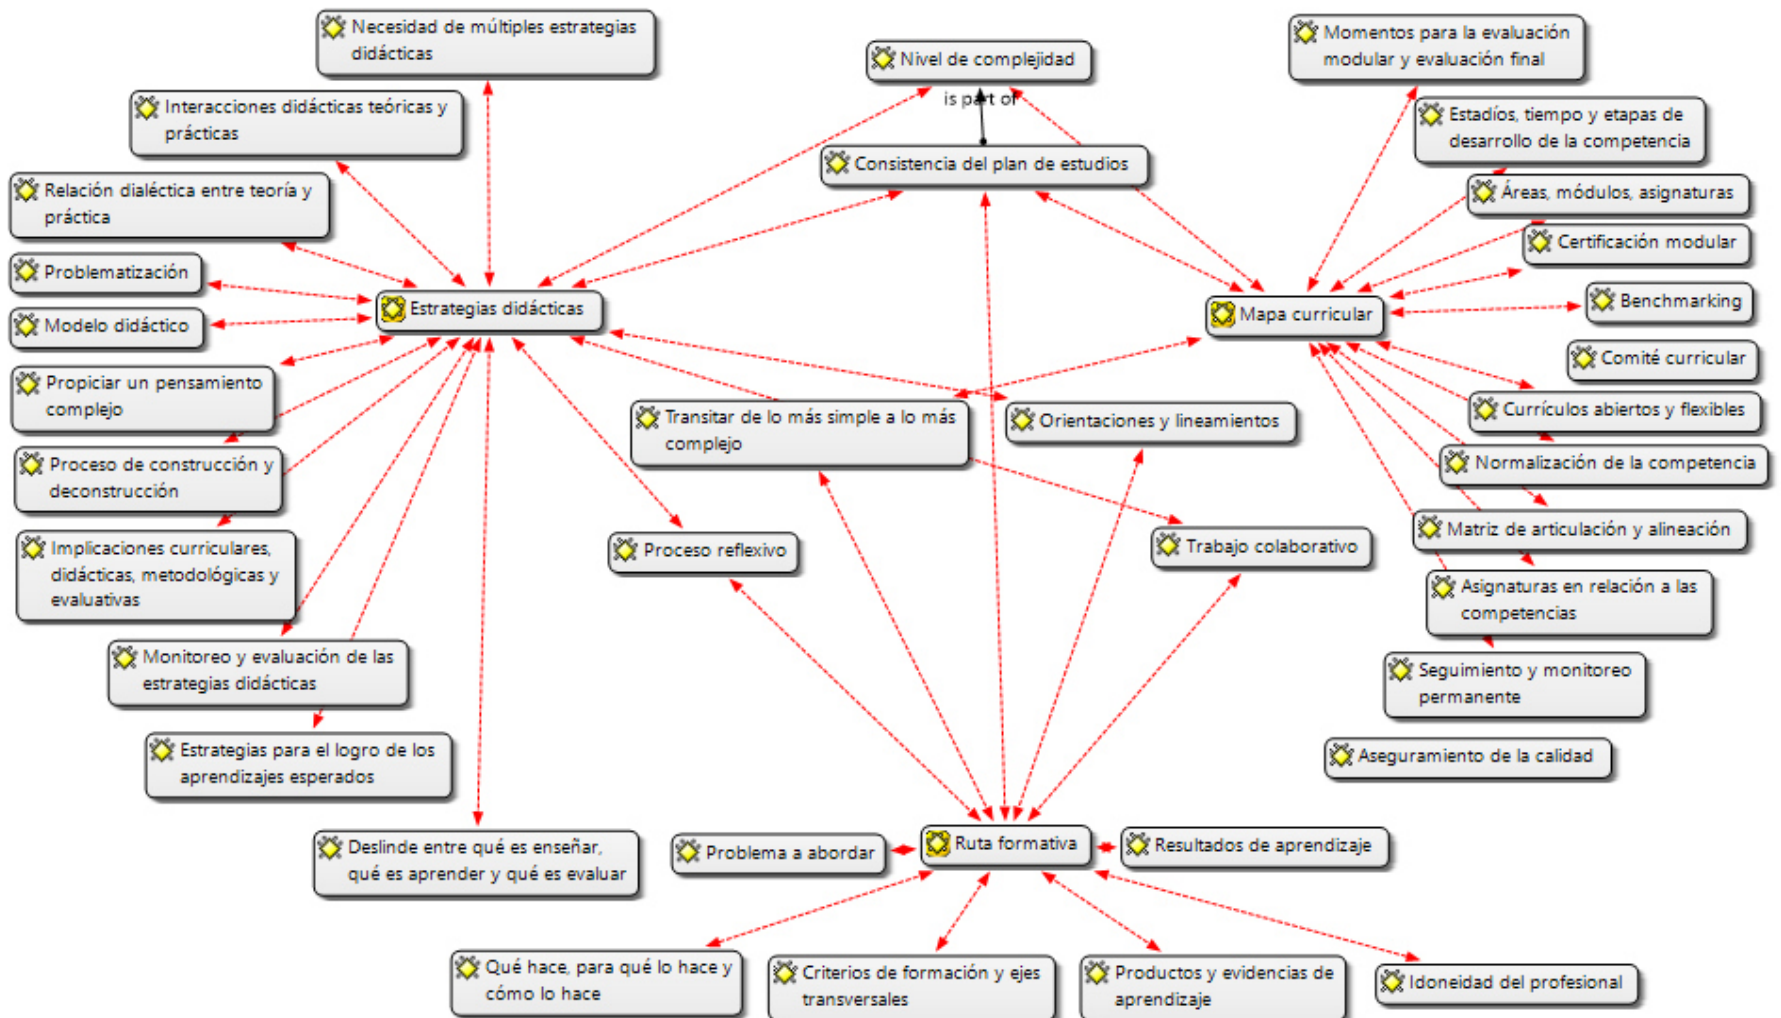 Necesidad de múltiples estrategias
didácticas
Nivel de complejidad
is part of
Momentos para la evaluación
modular y evaluación final
Interacciones didácticas teóricas y
prácticas
Estadíos, tiempo y etapas de
desarrollo de la competencia
Consistencia del plan de estudios
Relación dialéctica entre teoría y
práctica
Áreas, módulos, asignaturas
Certificación modular
Problematización
Estrategias didácticas
Mapa curricular
Benchmarking
Modelo didáctico
Comité curricular
Propiciar un pensamiento
complejo
Transitar de lo más simple a lo más
complejo
Orientaciones y lineamientos
Currículos abiertos y flexibles
Proceso de construcción y
deconstrucción
Normalización de la competencia
Implicaciones curriculares,
didácticas, metodológicas y
evaluativas
Proceso reflexivo
Trabajo colaborativo
Matriz de articulación y alineación
Asignaturas en relación a las
competencias
Monitoreo y evaluación de las
estrategias didácticas
Seguimiento y monitoreo
permanente
Estrategias para el logro de los
aprendizajes esperados
Aseguramiento de la calidad
Deslinde entre qué es enseñar,
qué es aprender y qué es evaluar
Problema a abordar
Ruta formativa
Resultados de aprendizaje
Qué hace, para qué lo hace y
cómo lo hace
Criterios de formación y ejes
transversales
Productos y evidencias de
aprendizaje
Idoneidad del profesional